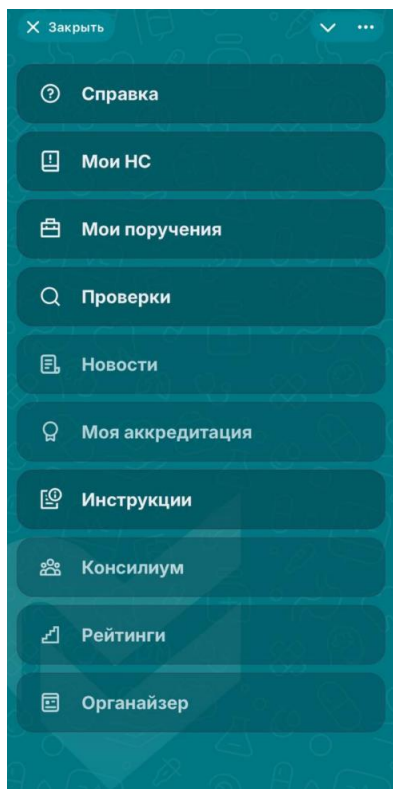 Закрыть
Справка
Мои НС
Мои поручения
Проверки
Новости
Моя аккредитация
Инструкции
Консилиум
Рейтинги
Органайзер